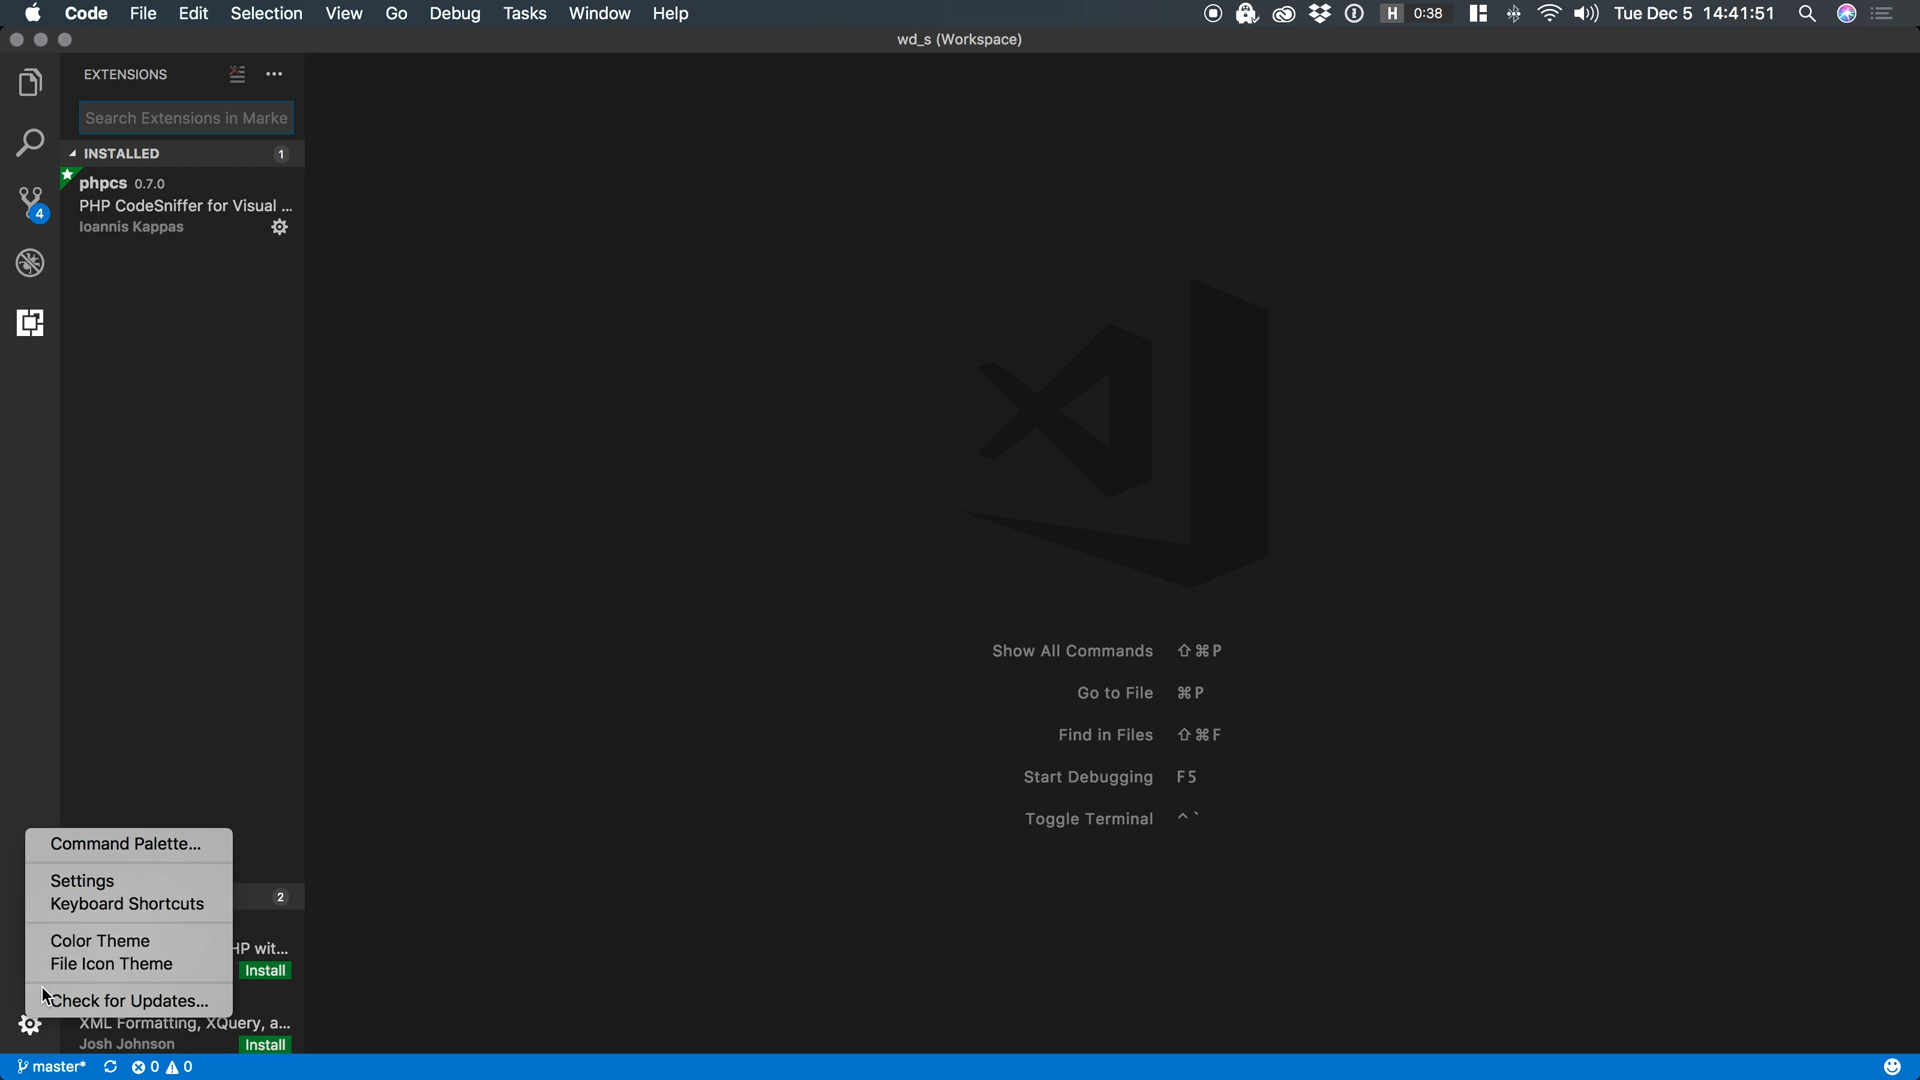 Code File Edit Selection View Go Debug Tasks Window Help
H 0:38 Tue Dec 5 14:41:51
wd_s (Workspace)
EXTENSIONS
Search Extensions in Marke
INSTALLED 1
phpcs 0.7.0
PHP CodeSniffer for Visual ...
Ioannis Kappas
4
Show All Commands ⇧⌘P
Go to File ⌘P
Find in Files ⇧⌘F
Start Debugging F5
Toggle Terminal ^`
Command Palette...
Settings
Keyboard Shortcuts
2
Color Theme
HP wit...
File Icon Theme
Install
Check for Updates...
XML Formatting, XQuery, a...
Josh Johnson
Install
master* 0 0